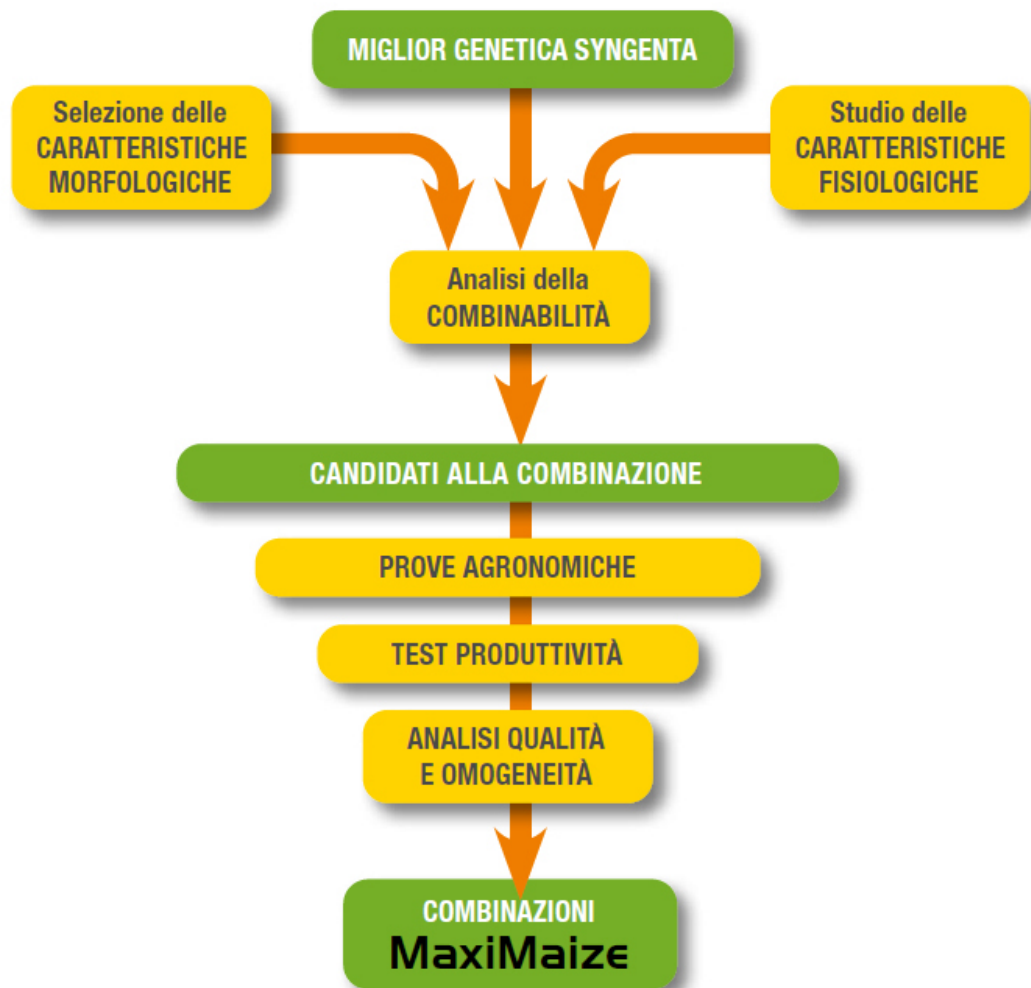 MIGLIOR GENETICA SYNGENTA
Selezione delle
CARATTERISTICHE
MORFOLOGICHE
Studio delle
CARATTERISTICHE
FISIOLOGICHE
Analisi della
COMBINABILITÀ
CANDIDATI ALLA COMBINAZIONE
PROVE AGRONOMICHE
TEST PRODUTTIVITÀ
ANALISI QUALITÀ
E OMOGENEITÀ
COMBINAZIONI
MaxiMaize